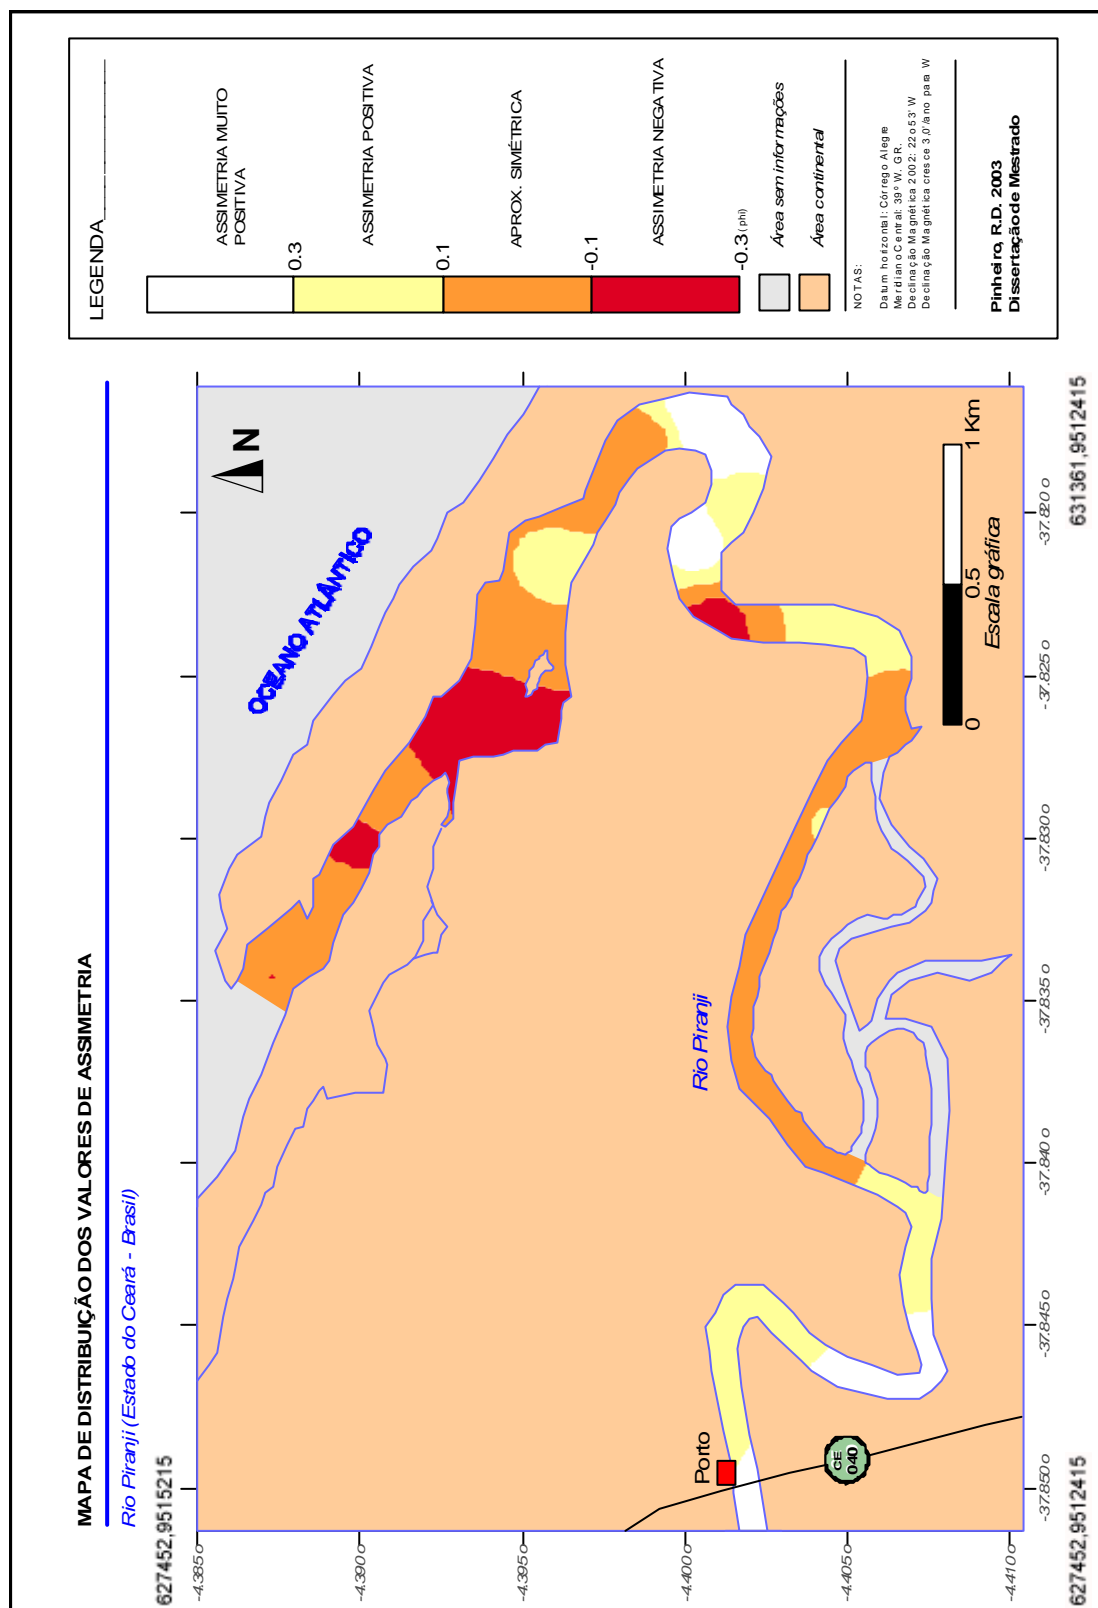 MAPA DE DISTRIBUIÇÃO DOS VALORES DE ASSIMETRIA
Rio Piranji (Estado do Ceará - Brasil)
627452,9515215
-4.385o
-4.390o
-4.395o
-4.400o
-4.405o
-4.410o
627452,9512415
631361,9512415
-37.850o
-37.845o
-37.840o
-37.835o
-37.830o
-37.825o
-37.820o
OCEANO ATLÂNTICO
N
Rio Piranji
Porto
CE
040
0
0.5
1 Km
Escala gráfica
LEGENDA
ASSIMETRIA MUITO
POSITIVA
0.3
ASSIMETRIA POSITIVA
0.1
APROX. SIMÉTRICA
-0.1
ASSIMETRIA NEGATIVA
-0.3 (phi)
Área sem informações
Área continental
NOTAS:
Datum horizontal: Córrego Alegre
Meridiano Central: 39 º W. GR.
Declinação Magnética 2002: 22o53' W
Declinação Magnética cresce 3,0'/ano para W
Pinheiro, R.D. 2003
Dissertação de Mestrado